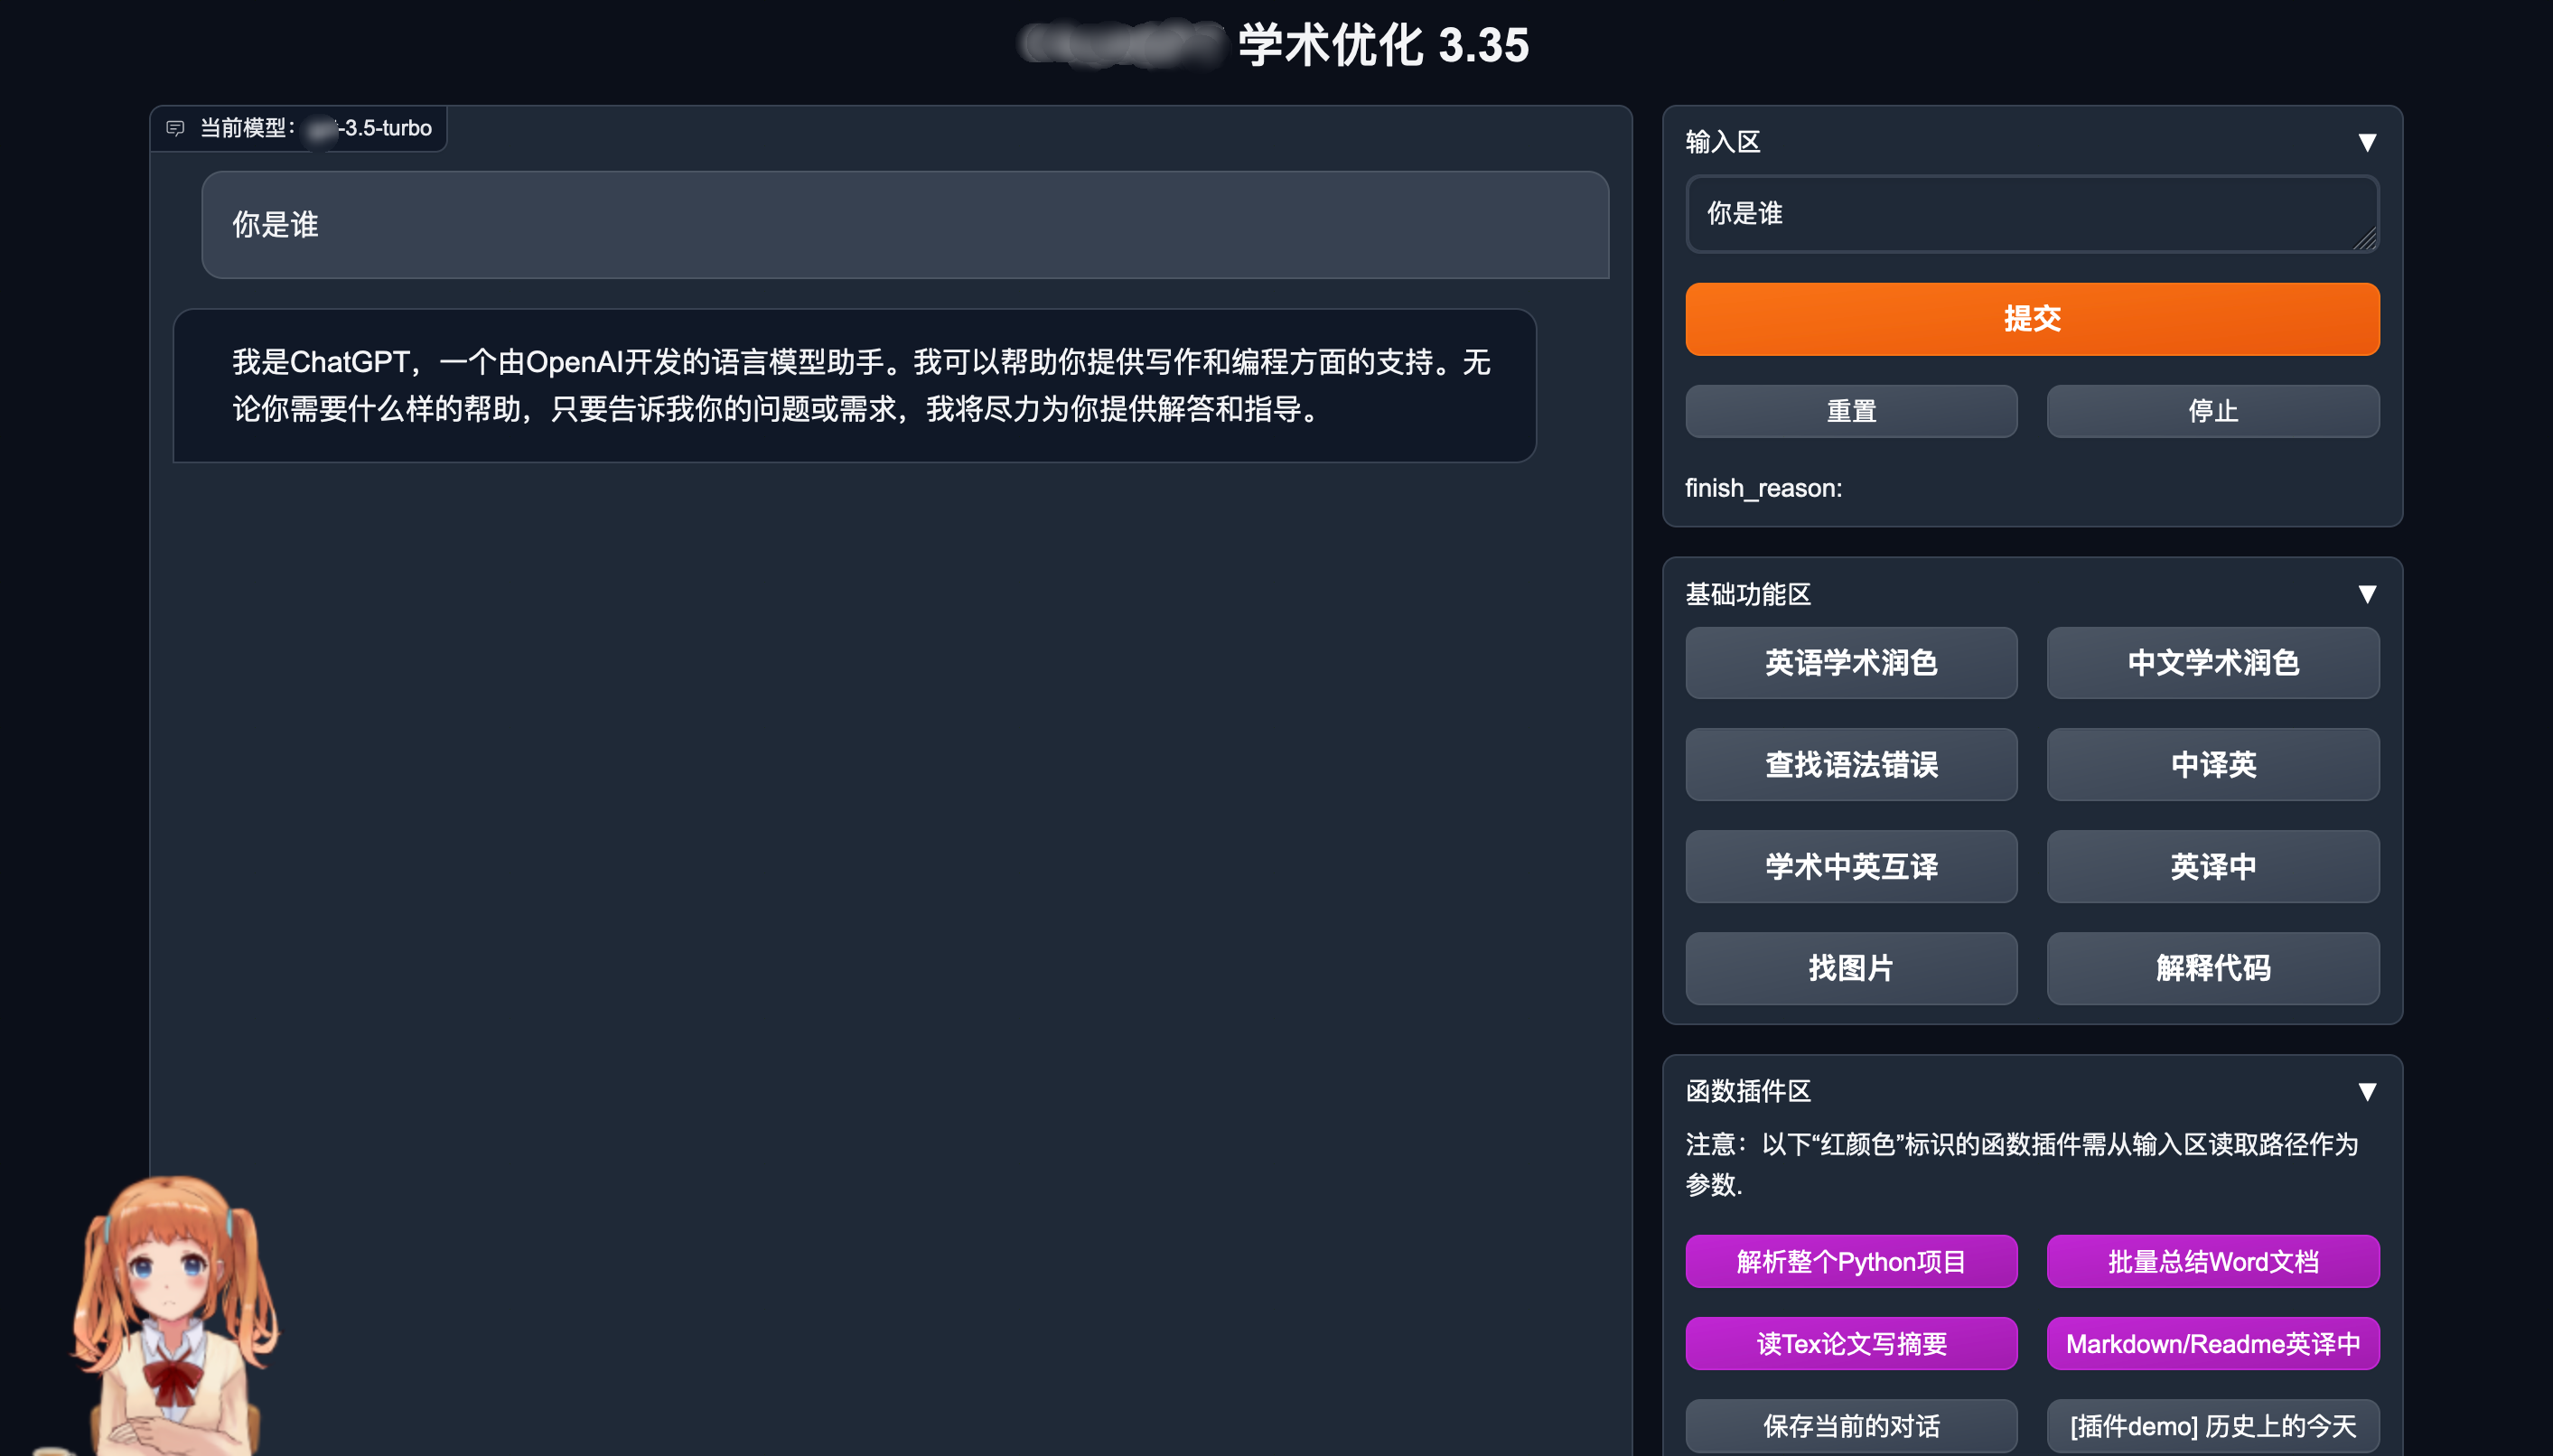 学术优化 3.35
当前模型：-3.5-turbo
你是谁
我是ChatGPT，一个由OpenAI开发的语言模型助手。我可以帮助你提供写作和编程方面的支持。无
论你需要什么样的帮助，只要告诉我你的问题或需求，我将尽力为你提供解答和指导。
输入区 ▼
你是谁
提交
重置 停止
finish_reason:
基础功能区 ▼
英语学术润色 中文学术润色
查找语法错误 中译英
学术中英互译 英译中
找图片 解释代码
函数插件区 ▼
注意：以下“红颜色”标识的函数插件需从输入区读取路径作为
参数.
解析整个Python项目 批量总结Word文档
读Tex论文写摘要 Markdown/Readme英译中
保存当前的对话 [插件demo] 历史上的今天